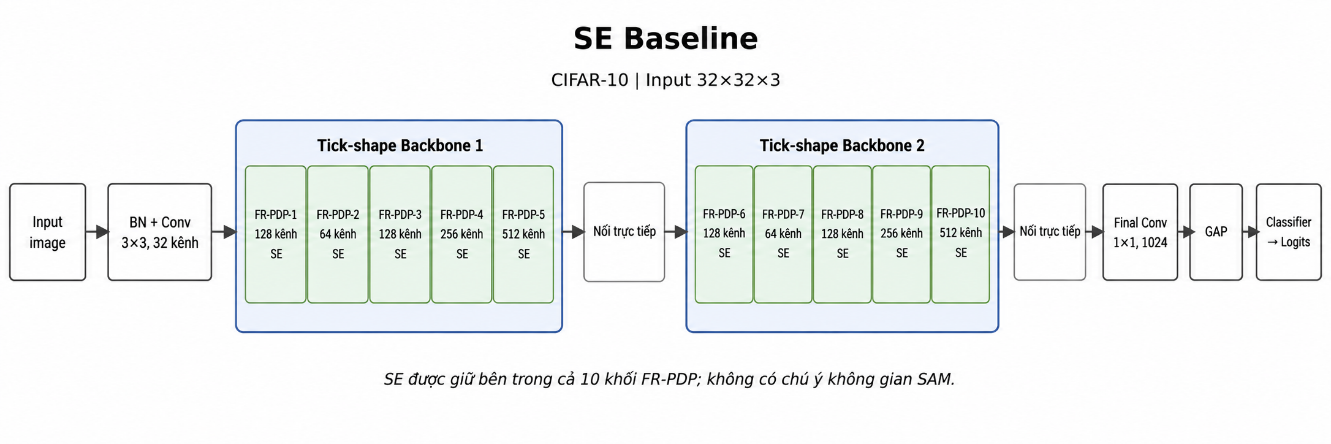 SE Baseline
CIFAR-10 | Input 32×32×3
Tick-shape Backbone 1
Tick-shape Backbone 2
Input
image
BN + Conv
3×3, 32 kênh
FR-PDP-1
128 kênh
SE
FR-PDP-2
64 kênh
SE
FR-PDP-3
128 kênh
SE
FR-PDP-4
256 kênh
SE
FR-PDP-5
512 kênh
SE
Nối trực tiếp
FR-PDP-6
128 kênh
SE
FR-PDP-7
64 kênh
SE
FR-PDP-8
128 kênh
SE
FR-PDP-9
256 kênh
SE
FR-PDP-10
512 kênh
SE
Nối trực tiếp
Final Conv
1×1, 1024
GAP
Classifier
→ Logits
SE được giữ bên trong cả 10 khối FR-PDP; không có chú ý không gian SAM.